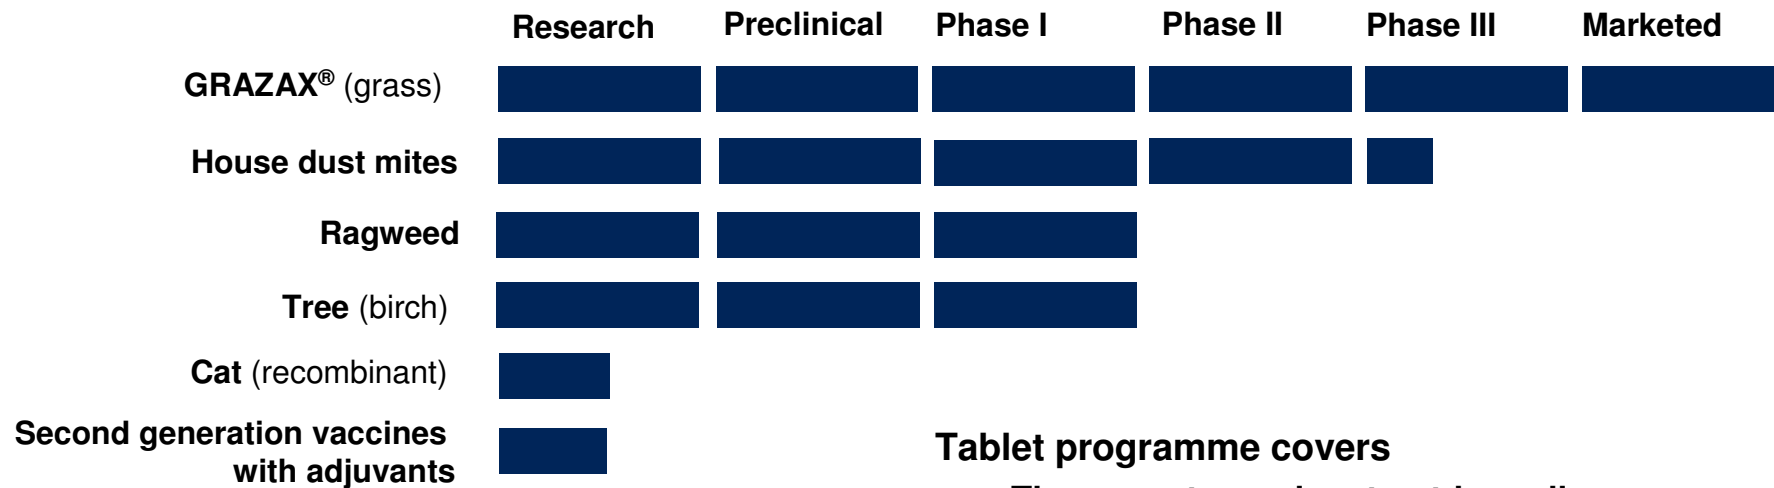 Research Preclinical Phase I Phase II Phase III Marketed
GRAZAX® (grass)
House dust mites
Ragweed
Tree (birch)
Cat (recombinant)
Second generation vaccines
with adjuvants
Tablet programme covers